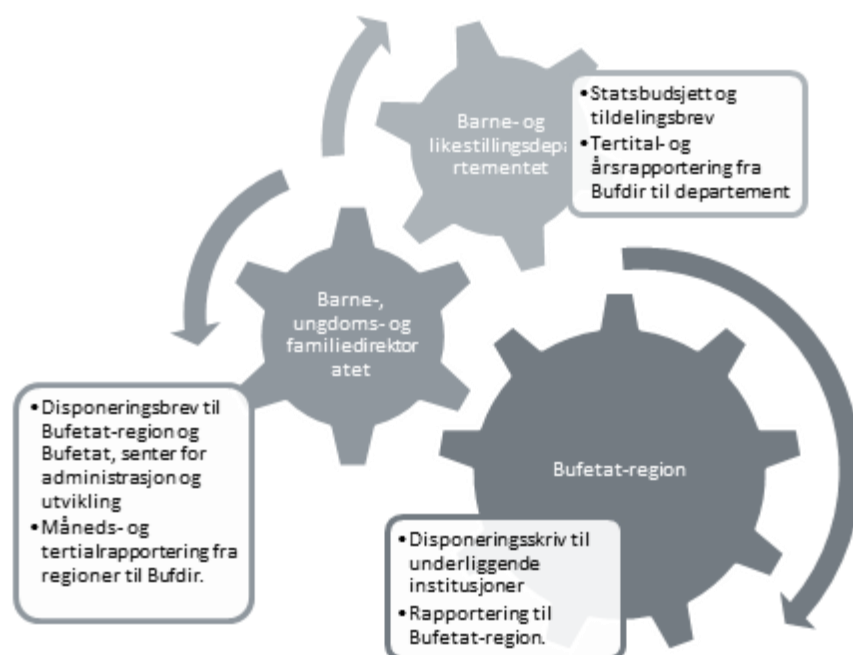 Barne- og
likestillingsdepa
rtementet
•Statsbudsjett og
tildelingsbrev
•Tertital- og
årsrapportering fra
Bufdir til departement
Barne-,
ungdoms- og
familiedirektor
atet
•Disponeringsbrev til
Bufetat-region og
Bufetat, senter for
administrasjon og
utvikling
•Måneds- og
tertialrapportering fra
regioner til Bufdir.
Bufetat-region
•Disponeringsskriv til
underliggende
institusjoner
•Rapportering til
Bufetat-region.